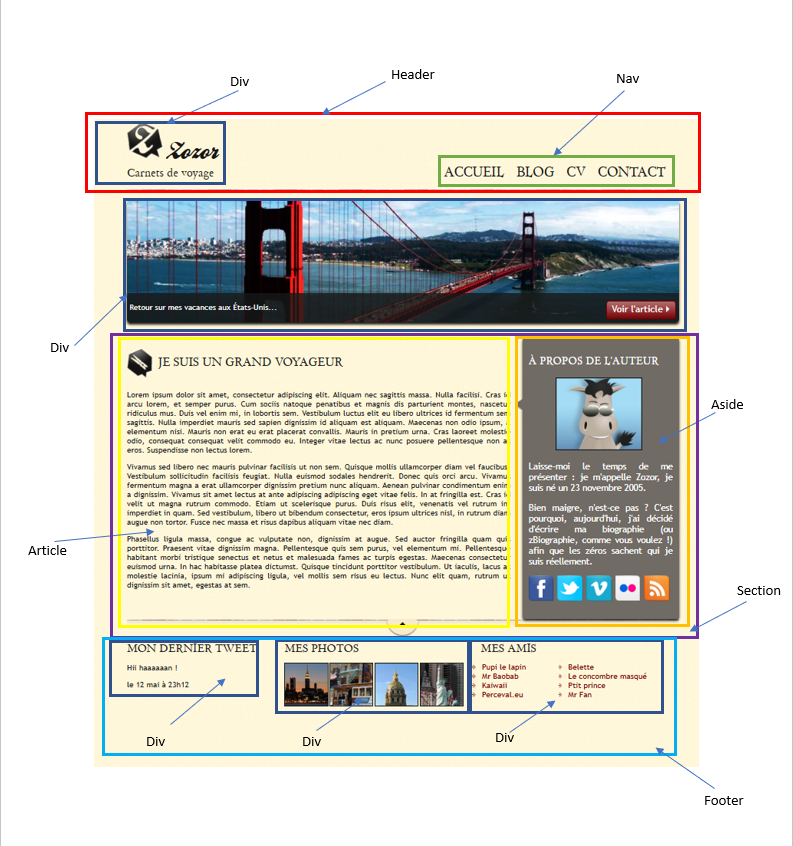 Div
Header
Nav
Zozor
Carnets de voyage
ACCUEIL BLOG CV CONTACT
Retour sur mes vacances aux États-Unis...
Voir l'article
Div
JE SUIS UN GRAND VOYAGEUR
Lorem ipsum dolor sit amet, consectetur adipiscing elit. Aliquam nec sagittis massa. Nulla facilisi. Cras i
arcu lorem, et semper purus. Cum sociis natoque penatibus et magnis dis parturient montes, nascetu
ridiculus mus. Duis vel enim mi, in lobortis sem. Vestibulum luctus elit eu libero ultrices id fermentum sem
sagittis. Nulla imperdiet mauris sed sapien dignissim id aliquam est aliquam. Maecenas non odio ipsum,
elementum nisi. Mauris non erat eu erat placerat convallis. Mauris in pretium urna. Cras laoreet molesti
odio, consequat consequat velit commodo eu. Integer vitae lectus ac nunc posuere pellentesque non a
eros. Suspendisse non lectus lorem.
Vivamus sed libero nec mauris pulvinar facilisis ut non sem. Quisque mollis ullamcorper diam vel faucibus
Vestibulum sollicitudin facilisis feugiat. Nulla euismod sodales hendrerit. Donec quis orci arcu. Vivamu
fermentum magna a erat ullamcorper dignissim pretium nunc aliquam. Aenean pulvinar condimentum enim
a dignissim. Vivamus sit amet lectus at ante adipiscing adipiscing eget vitae felis. In at fringilla est. Cras i
velit ut magna rutrum commodo. Etiam ut scelerisque purus. Duis risus elit, venenatis vel rutrum in
imperdiet in quam. Sed vestibulum, libero ut bibendum consectetur, eros ipsum ultrices nisl, in rutrum diam
augue non tortor. Fusce nec massa et risus dapibus aliquam vitae nec diam.
Phasellus ligula massa, congue ac vulputate non, dignissim at augue. Sed auctor fringilla quam qui
porttitor. Praesent vitae dignissim magna. Pellentesque quis sem purus, vel elementum mi. Pellentesque
habitant morbi tristique senectus et netus et malesuada fames ac turpis egestas. Maecenas consectetu
euismod urna. In hac habitasse platea dictumst. Quisque tincidunt porttitor vestibulum. Ut iaculis, lacus a
molestie lacinia, ipsum mi adipiscing ligula, vel mollis sem risus eu lectus. Nunc elit quam, rutrum u
dignissim sit amet, egestas at sem.
À PROPOS DE L'AUTEUR
Laisse-moi le temps de me
présenter : je m'appelle Zozor, je
suis né un 23 novembre 2005.
Bien maigre, n'est-ce pas ? C'est
pourquoi, aujourd'hui, j'ai décidé
d'écrire ma biographie (ou
zBiographie, comme vous voulez !)
afin que les zéros sachent qui je
suis réellement.
Aside
Article
Section
MON DERNIER TWEET
Hii haaaaaan !
le 12 mai à 23h12
MES PHOTOS
MES AMIS
Pupi le lapin
Mr Baobab
Kaiwaii
Perceval.eu
Belette
Le concombre masqué
Ptit prince
Mr Fan
Div
Div
Div
Footer